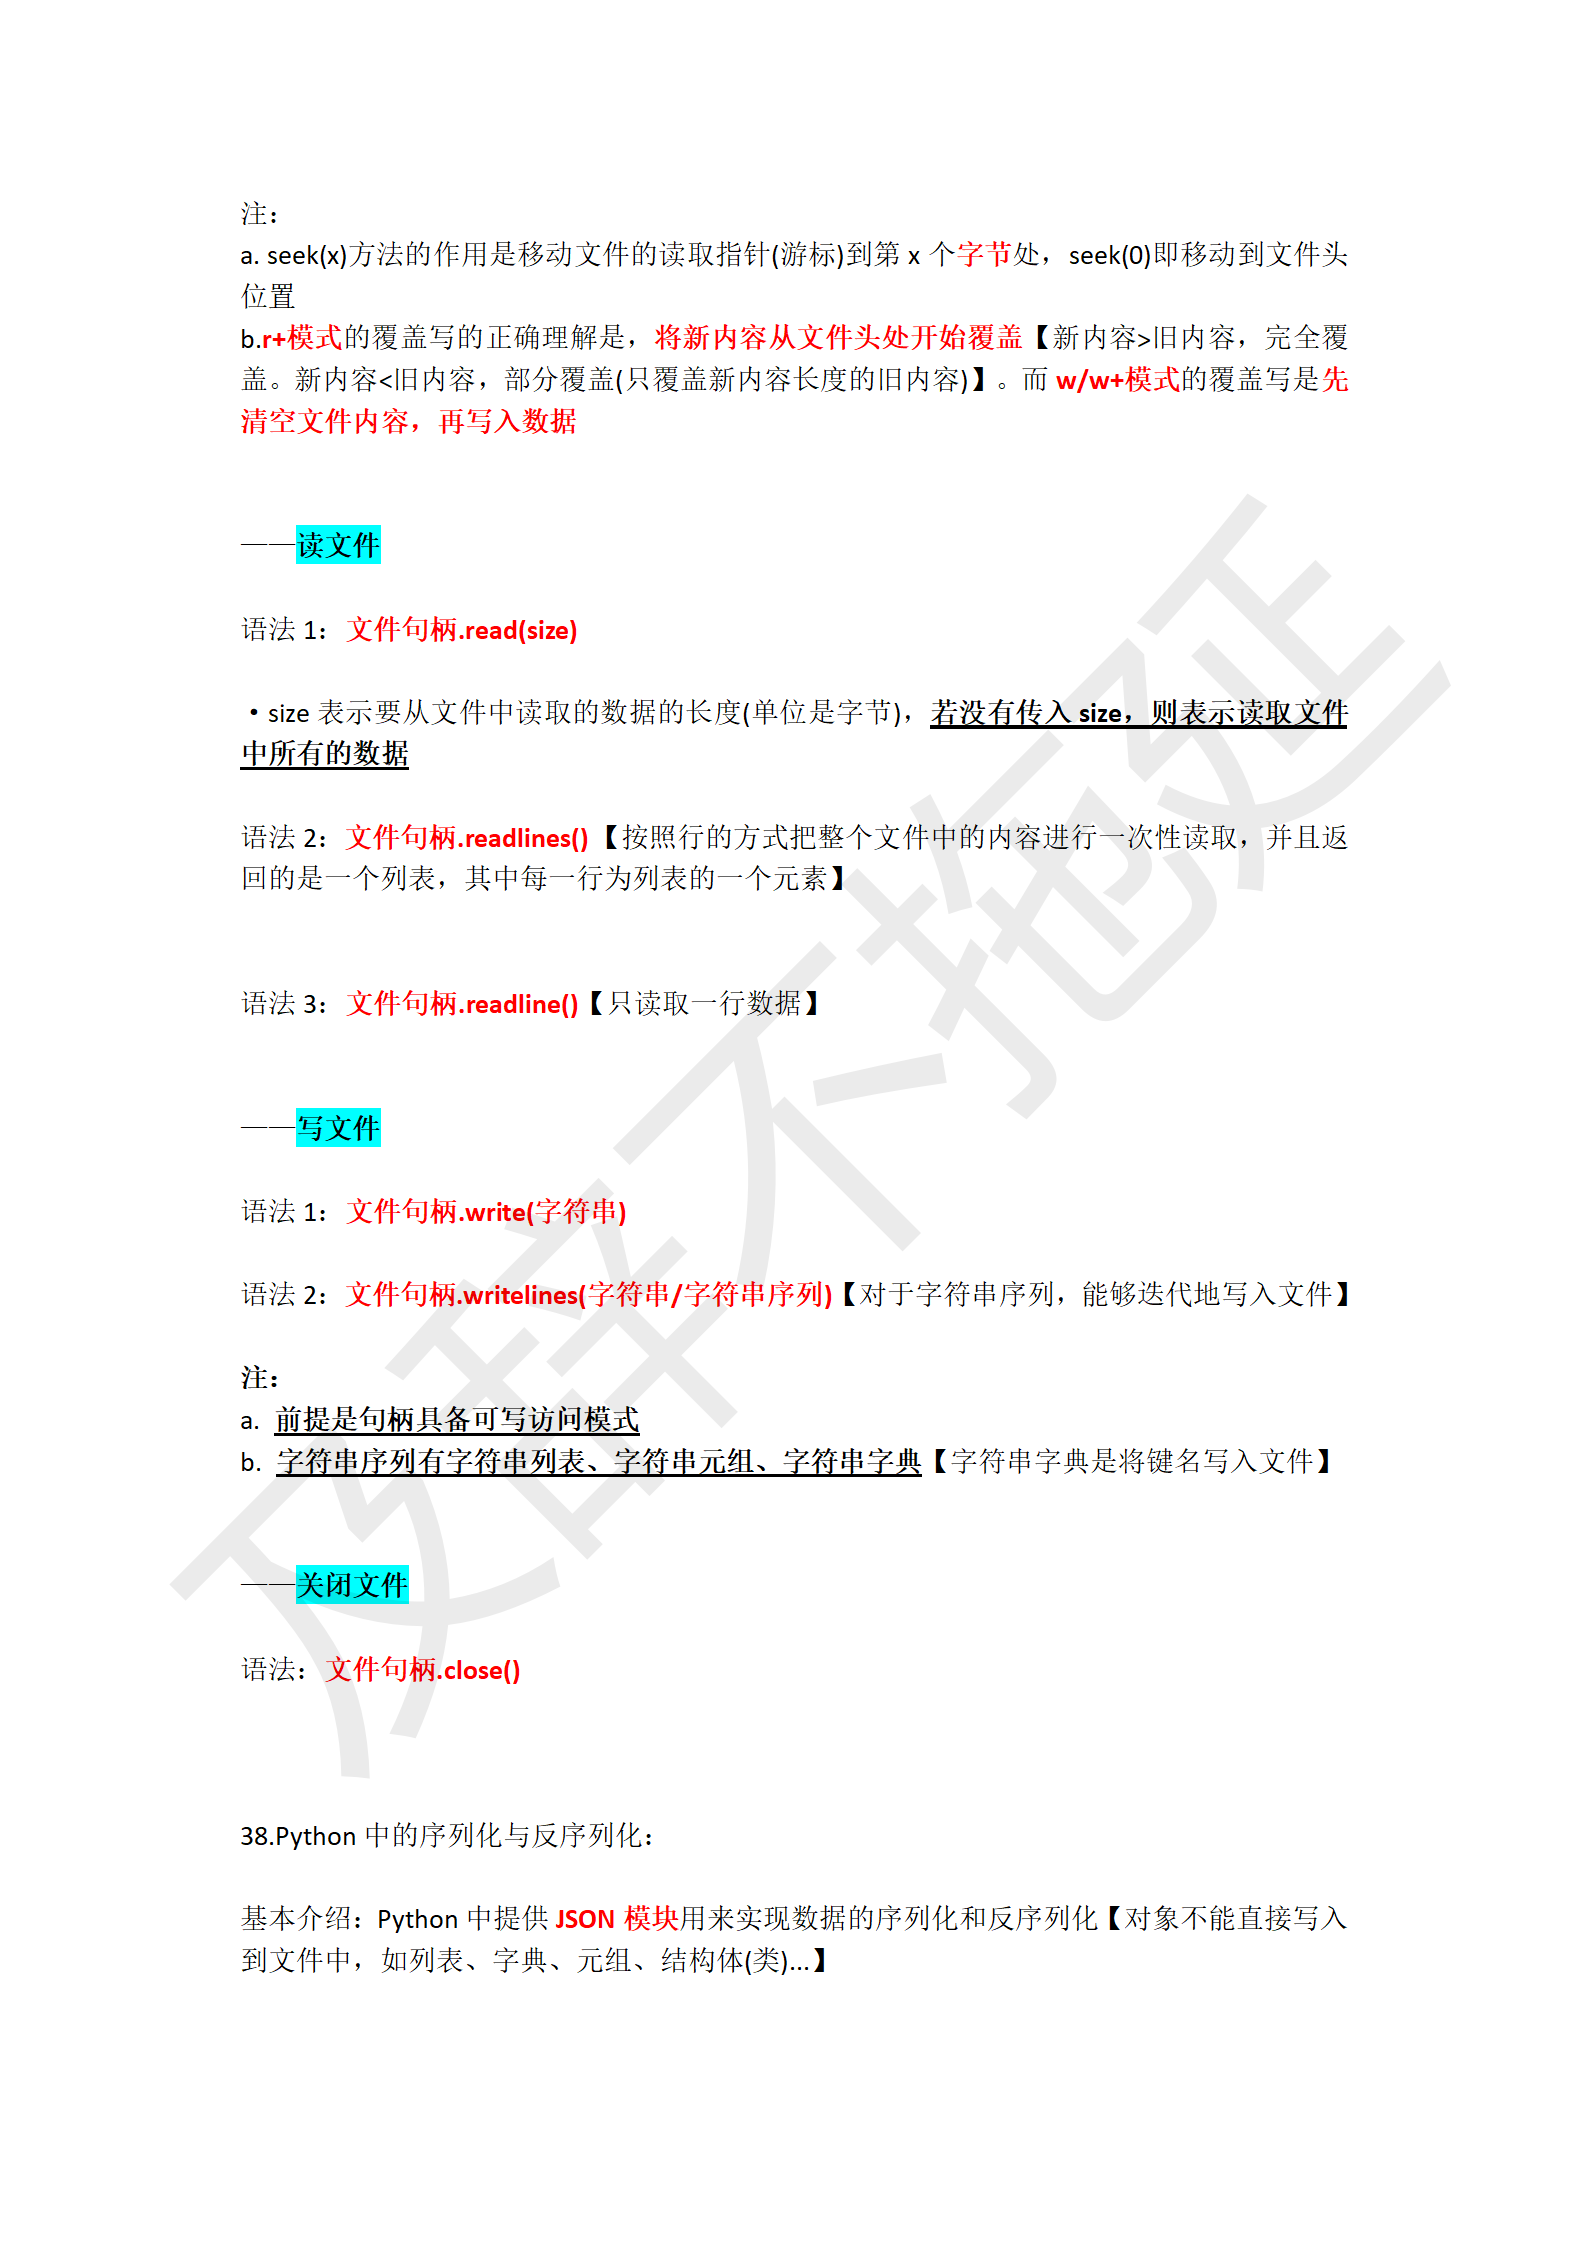 注：
a. seek(x)方法的作用是移动文件的读取指针(游标)到第 x 个字节处，seek(0)即移动到文件头
位置
b.r+模式的覆盖写的正确理解是，将新内容从文件头处开始覆盖【新内容>旧内容，完全覆
盖。新内容<旧内容，部分覆盖(只覆盖新内容长度的旧内容)】。而 w/w+模式的覆盖写是先
清空文件内容，再写入数据
——读文件
语法 1：文件句柄.read(size)
·size 表示要从文件中读取的数据的长度(单位是字节)，若没有传入 size，则表示读取文件
中所有的数据
语法 2：文件句柄.readlines()【按照行的方式把整个文件中的内容进行一次性读取，并且返
回的是一个列表，其中每一行为列表的一个元素】
语法 3：文件句柄.readline()【只读取一行数据】
——写文件
语法 1：文件句柄.write(字符串)
语法 2：文件句柄.writelines(字符串/字符串序列)【对于字符串序列，能够迭代地写入文件】
注：
a. 前提是句柄具备可写访问模式
b. 字符串序列有字符串列表、字符串元组、字符串字典【字符串字典是将键名写入文件】
——关闭文件
语法：文件句柄.close()
38.Python 中的序列化与反序列化：
基本介绍：Python 中提供 JSON 模块用来实现数据的序列化和反序列化【对象不能直接写入
到文件中，如列表、字典、元组、结构体(类)...】
及辞不拖延